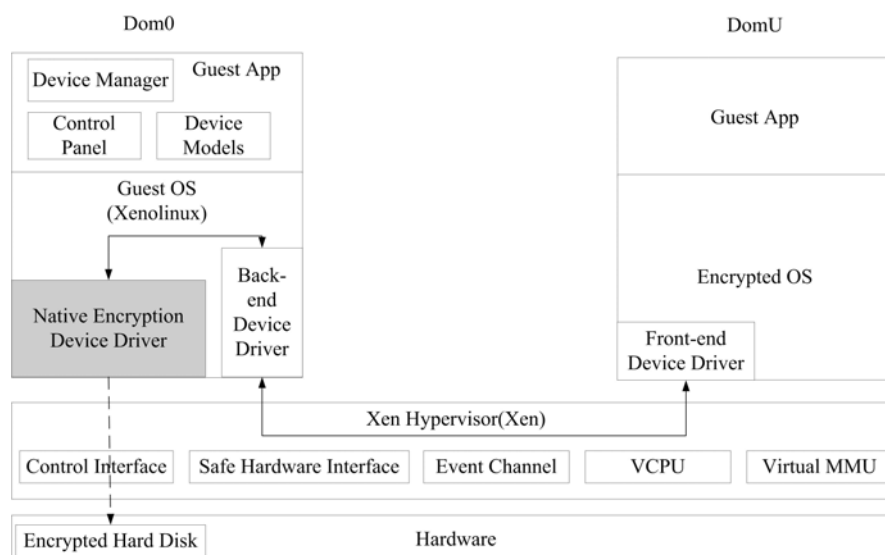 Dom0
DomU
Guest App
Device Manager
Control
Panel
Device
Models
Guest OS
(Xenolinux)
Native Encryption
Device Driver
Back-
end
Device
Driver
Guest App
Encrypted OS
Front-end
Device Driver
Xen Hypervisor(Xen)
Control Interface
Safe Hardware Interface
Event Channel
VCPU
Virtual MMU
Encrypted Hard Disk
Hardware